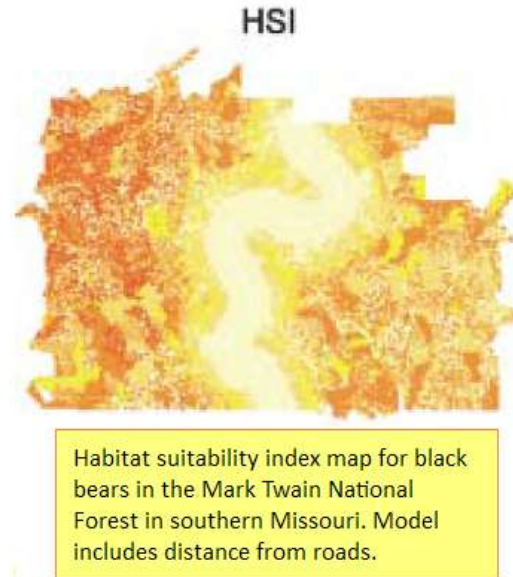 HSI
Habitat suitability index map for black
bears in the Mark Twain National
Forest in southern Missouri. Model
includes distance from roads.